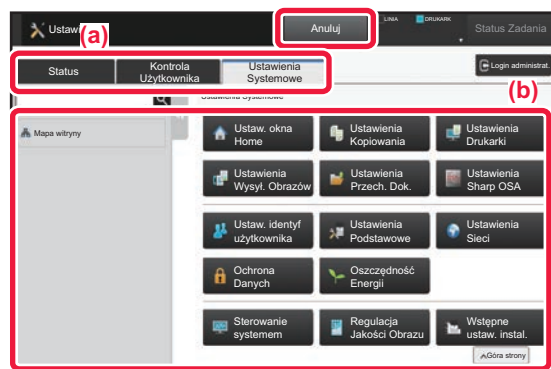 Ustawi
(a)
Anuluj
LINIA
DRUKARK
Status Zadania
Status
Kontrola
Użytkownika
Ustawienia
Systemowe
Login administrat.
(b)
Ustawienia Systemowe
Mapa witryny
Ustaw. okna
Home
Ustawienia
Kopiowania
Ustawienia
Drukarki
Ustawienia
Wysył. Obrazów
Ustawienia
Przech. Dok.
Ustawienia
Sharp OSA
Ustaw. identyf
użytkownika
Ustawienia
Podstawowe
Ustawienia
Sieci
Ochrona
Danych
Oszczędność
Energii
Sterowanie
systemem
Regulacja
Jakości Obrazu
Wstępne
ustaw. instal.
Góra strony